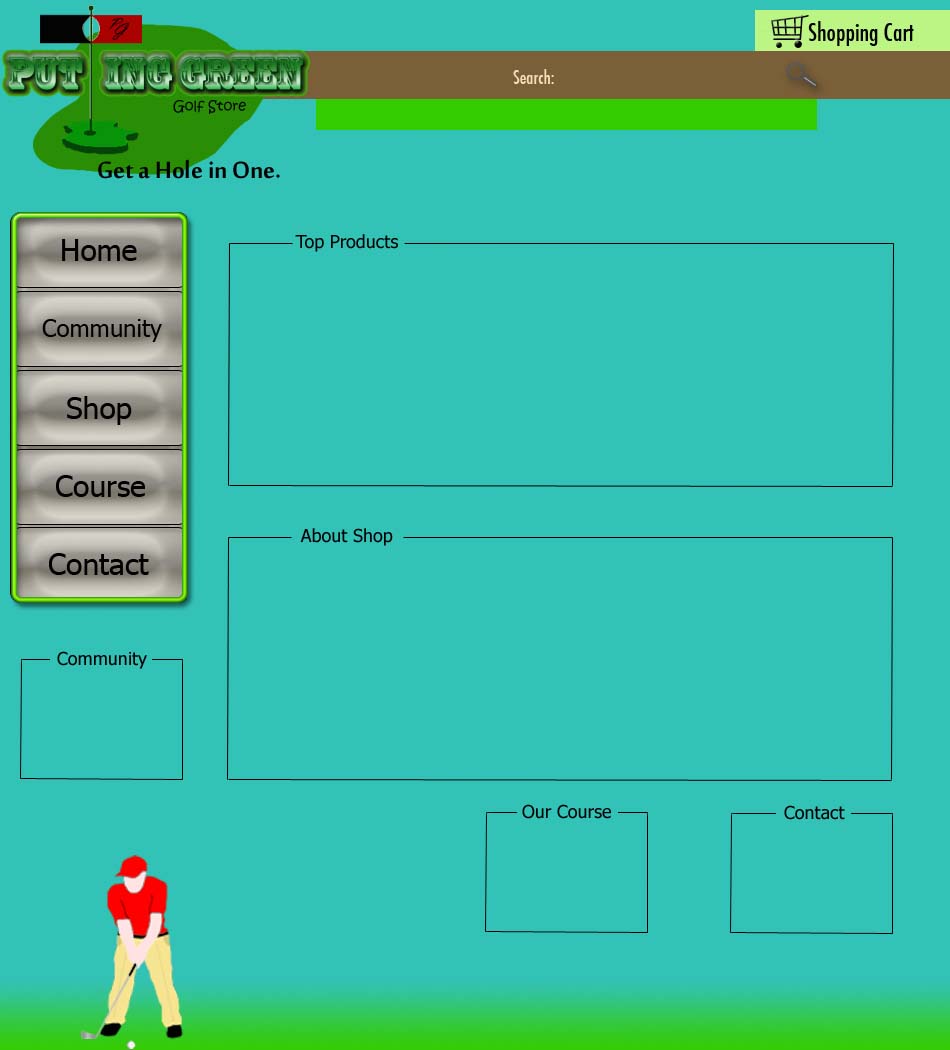 PG
Shopping Cart
PUT ING GREEN
Search:
Golf Store
Get a Hole in One.
Home
Community
Shop
Course
Contact
Top Products
About Shop
Community
Our Course
Contact